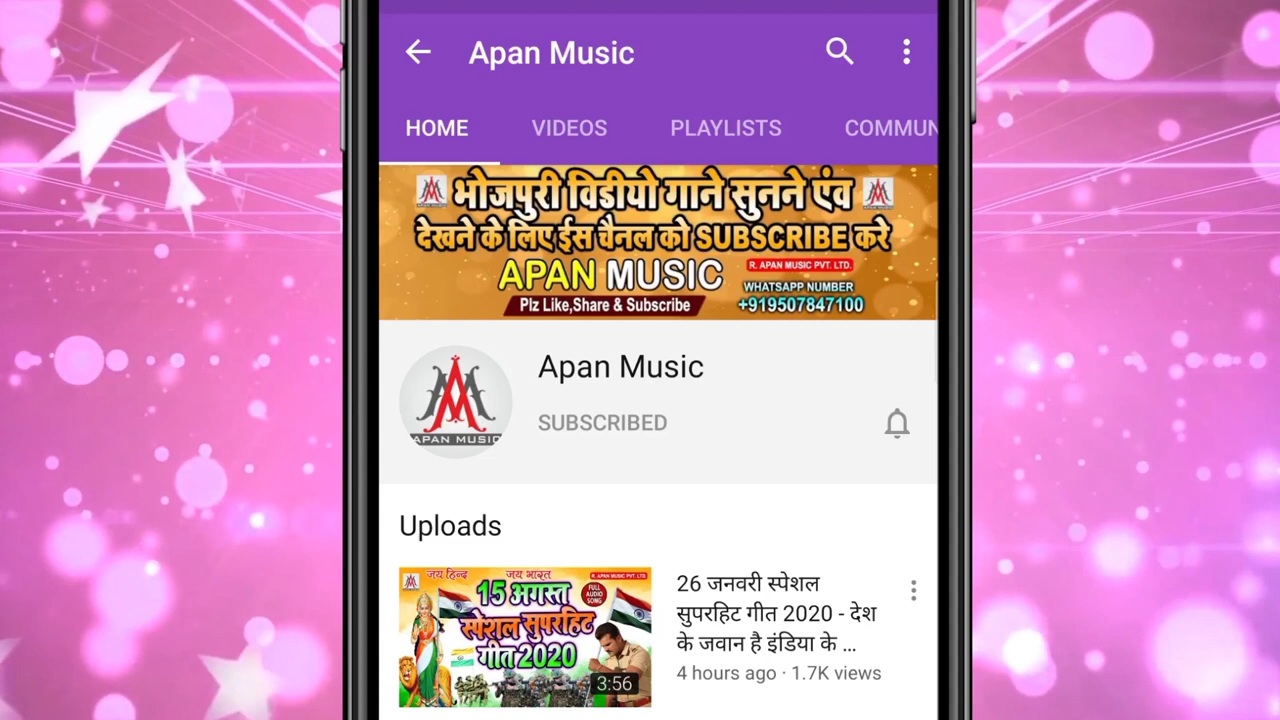 Apan Music
HOME VIDEOS PLAYLISTS COMMUN
भोजपुरी विडीयो गाने सुनने एंव
देखने के लिए ईस चैनल को SUBSCRIBE करे
APAN MUSIC
R. APAN MUSIC PVT. LTD.
WHATSAPP NUMBER
+919507847100
Plz Like,Share & Subscribe
Apan Music
SUBSCRIBED
APAN MUSIC
Uploads
जय हिन्द जय भारत
R. APAN MUSIC PVT. LTD
15 अगस्त
FULL
AUDIO
SONG
स्पेशल सुपरहिट
गीत 2020
3:56
26 जनवरी स्पेशल
सुपरहिट गीत 2020 - देश
के जवान है इंडिया के ...
4 hours ago · 1.7K views